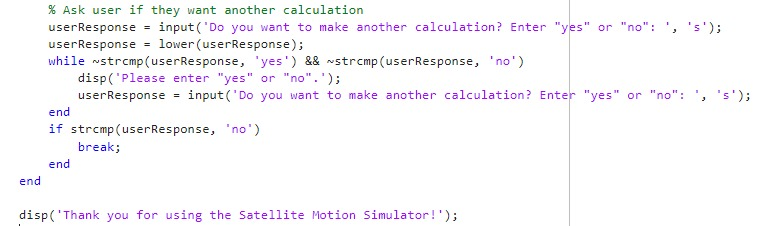 % Ask user if they want another calculation
userResponse = input('Do you want to make another calculation? Enter "yes" or "no": ', 's');
userResponse = lower(userResponse);
while ~strcmp(userResponse, 'yes') && ~strcmp(userResponse, 'no')
disp('Please enter "yes" or "no".');
userResponse = input('Do you want to make another calculation? Enter "yes" or "no": ', 's');
end
if strcmp(userResponse, 'no')
break;
end
end
disp('Thank you for using the Satellite Motion Simulator!');